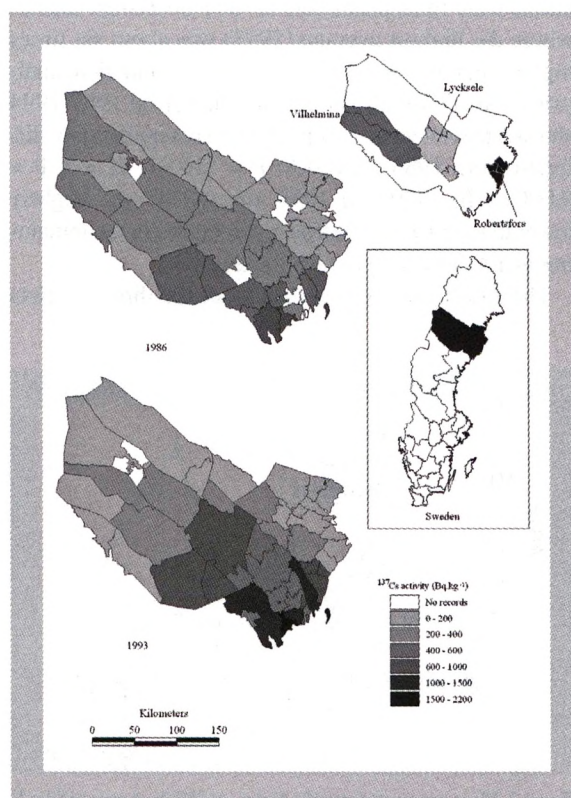 Lycksele
Vilhelmina
Robertsfors
1986
Sweden
1993
¹³⁷Cs activity (Bq.kg⁻¹)
No records
0 - 200
200 - 400
400 - 600
600 - 1000
1000 - 1500
1500 - 2200
Kilometers
0 50 100 150